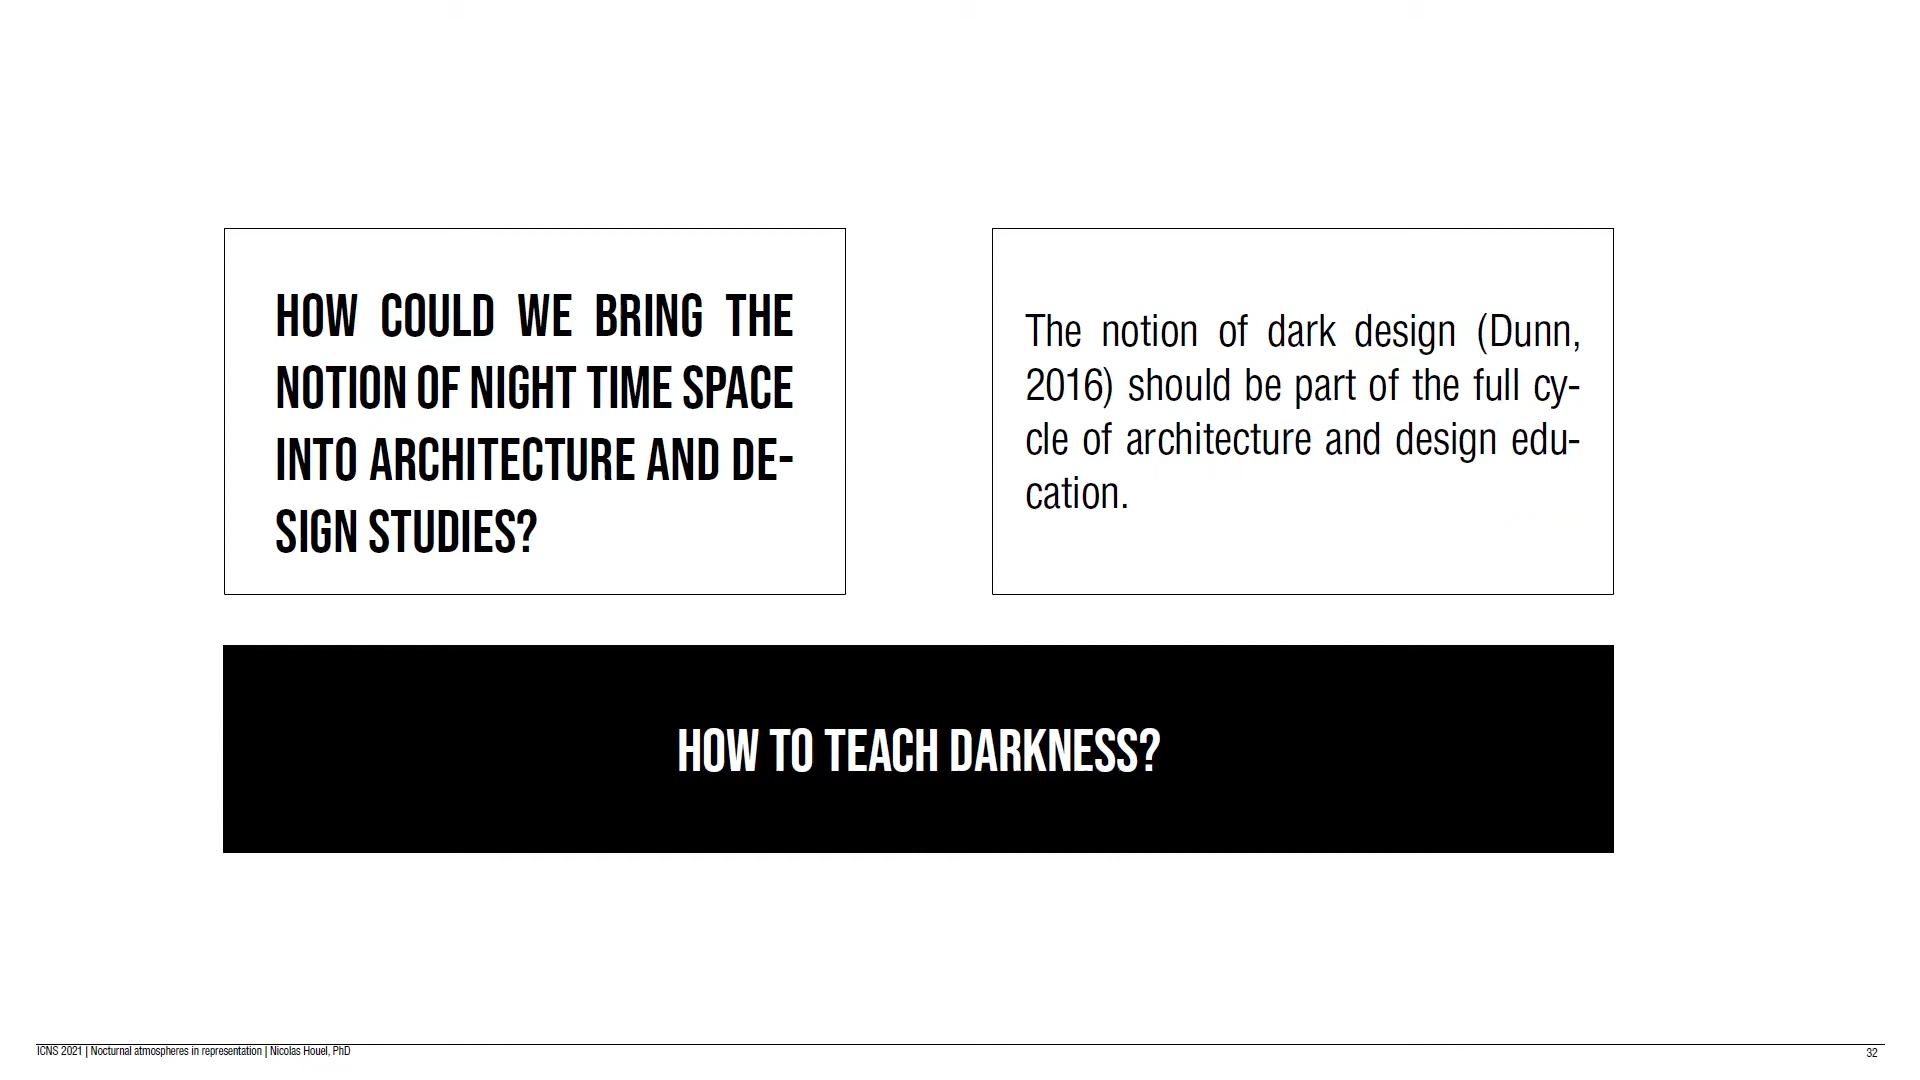 HOW COULD WE BRING THE
NOTION OF NIGHT TIME SPACE
INTO ARCHITECTURE AND DE-
SIGN STUDIES?
The notion of dark design (Dunn,
2016) should be part of the full cy-
cle of architecture and design edu-
cation.
HOW TO TEACH DARKNESS?
ICNS 2021 | Nocturnal atmospheres in representation | Nicolas Houel, PhD
32